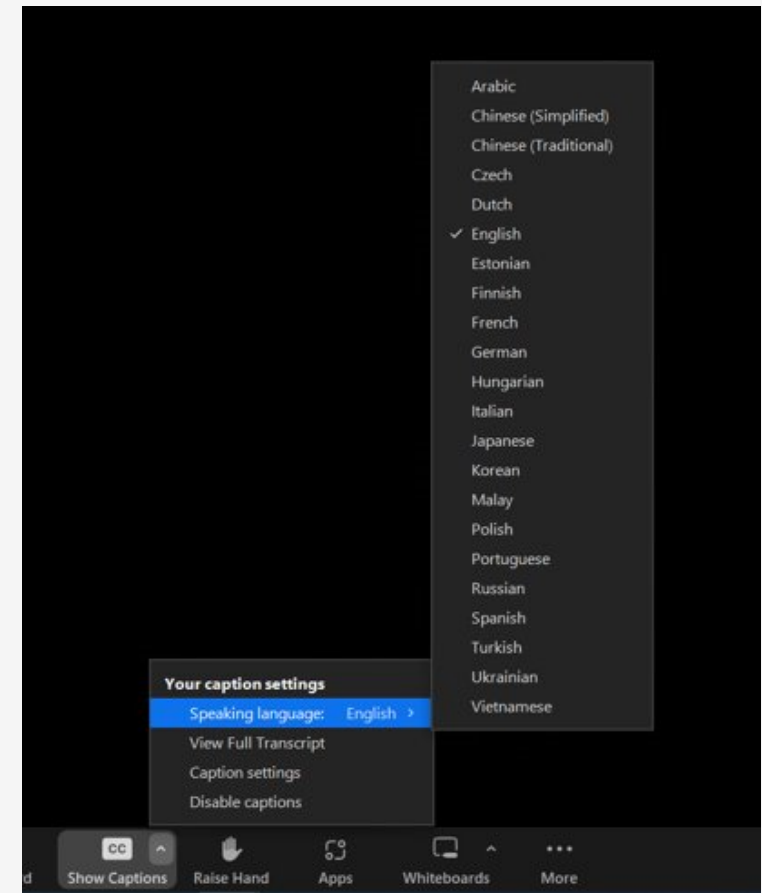 Arabic
Chinese (Simplified)
Chinese (Traditional)
Czech
Dutch
English
Estonian
Finnish
French
German
Hungarian
Italian
Japanese
Korean
Malay
Polish
Portuguese
Russian
Spanish
Turkish
Ukrainian
Vietnamese
Your caption settings
Speaking language: English >
View Full Transcript
Caption settings
Disable captions
CC
d Show Captions Raise Hand Apps Whiteboards More